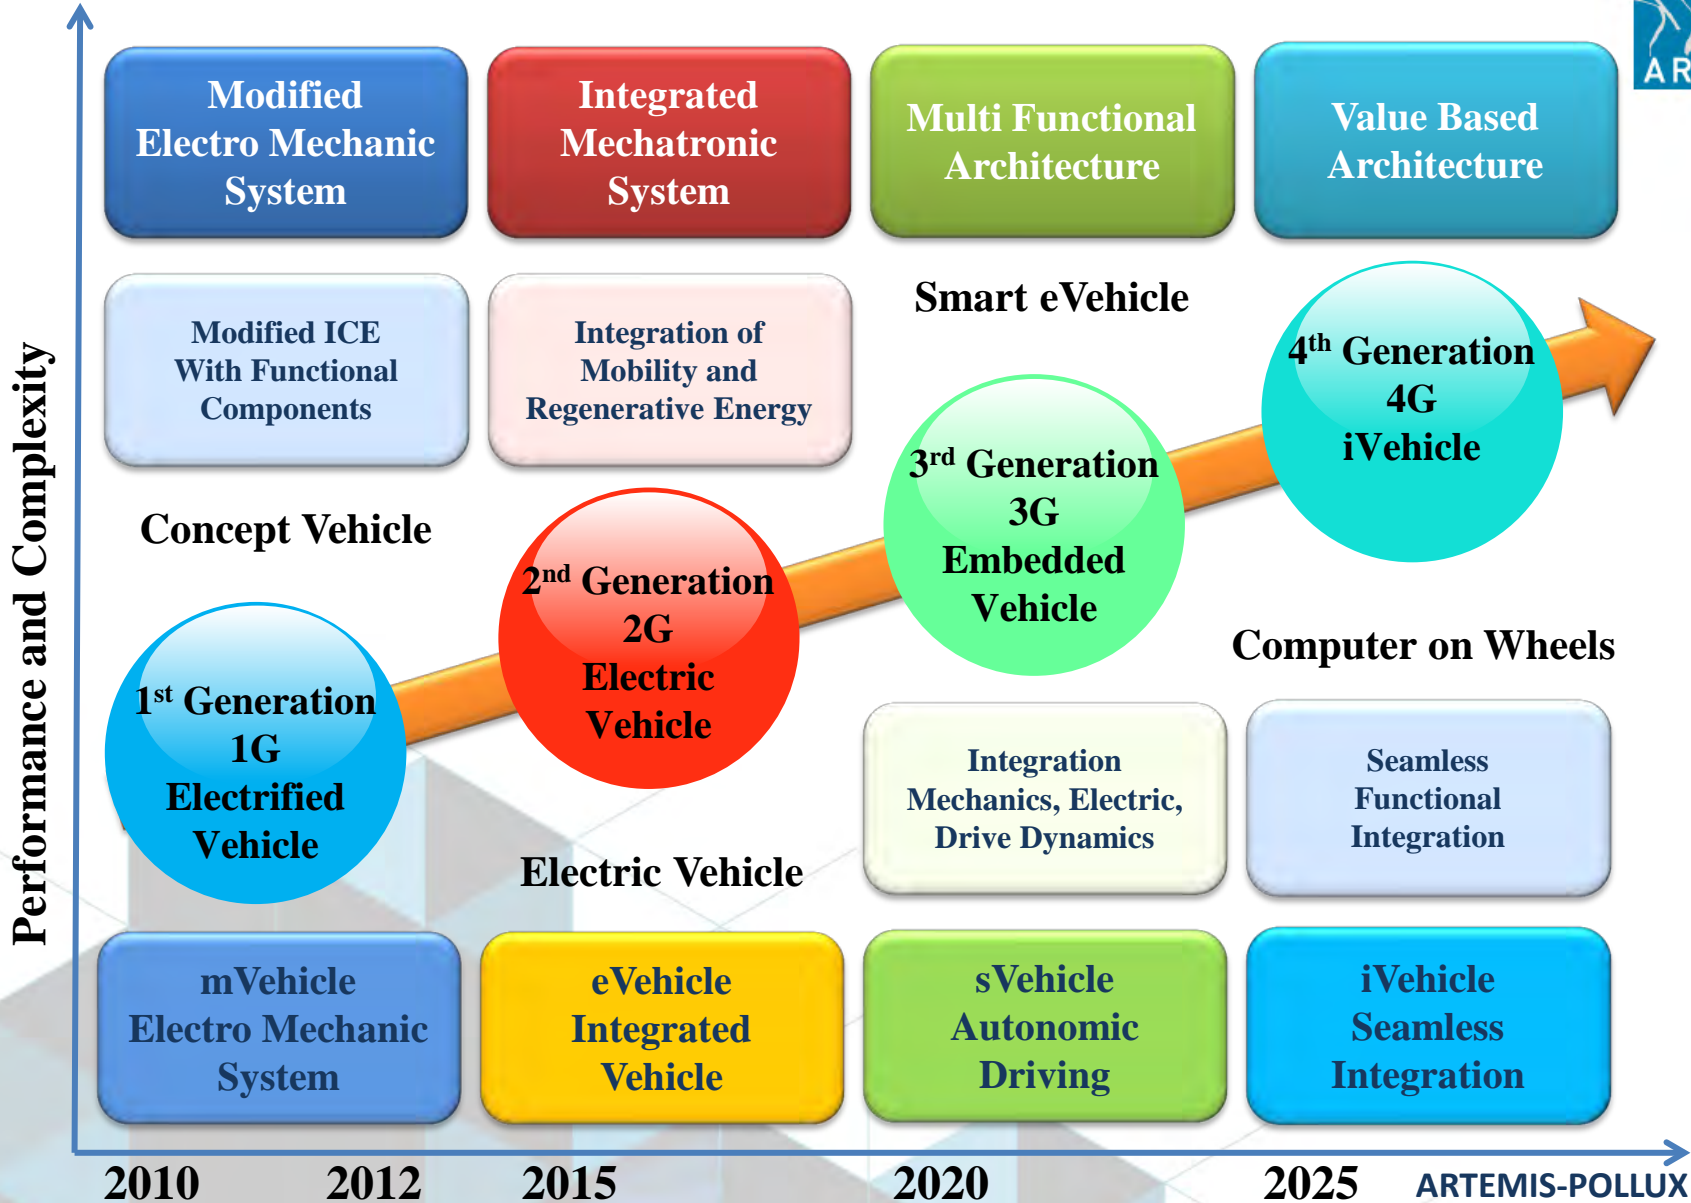 Performance and Complexity
Modified
Electro Mechanic
System
Integrated
Mechatronic
System
Multi Functional
Architecture
Value Based
Architecture
AR
Modified ICE
With Functional
Components
Integration of
Mobility and
Regenerative Energy
Smart eVehicle
4th Generation
4G
iVehicle
Concept Vehicle
3rd Generation
3G
Embedded
Vehicle
2nd Generation
2G
Electric
Vehicle
Computer on Wheels
1st Generation
1G
Electrified
Vehicle
Electric Vehicle
Integration
Mechanics, Electric,
Drive Dynamics
Seamless
Functional
Integration
mVehicle
Electro Mechanic
System
eVehicle
Integrated
Vehicle
sVehicle
Autonomic
Driving
iVehicle
Seamless
Integration
2010 2012 2015 2020 2025 ARTEMIS-POLLUX